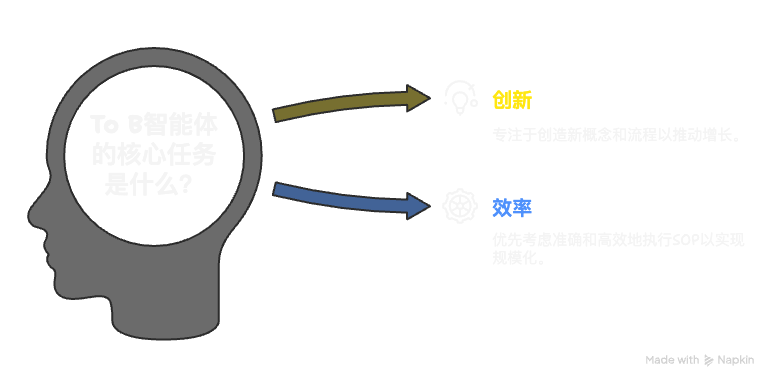 To B智能体
的核心任务
是什么？
创新
专注于创造新概念和流程以推动增长。
效率
优先考虑准确和高效地执行SOP以实现
规模化。
Made with Napkin